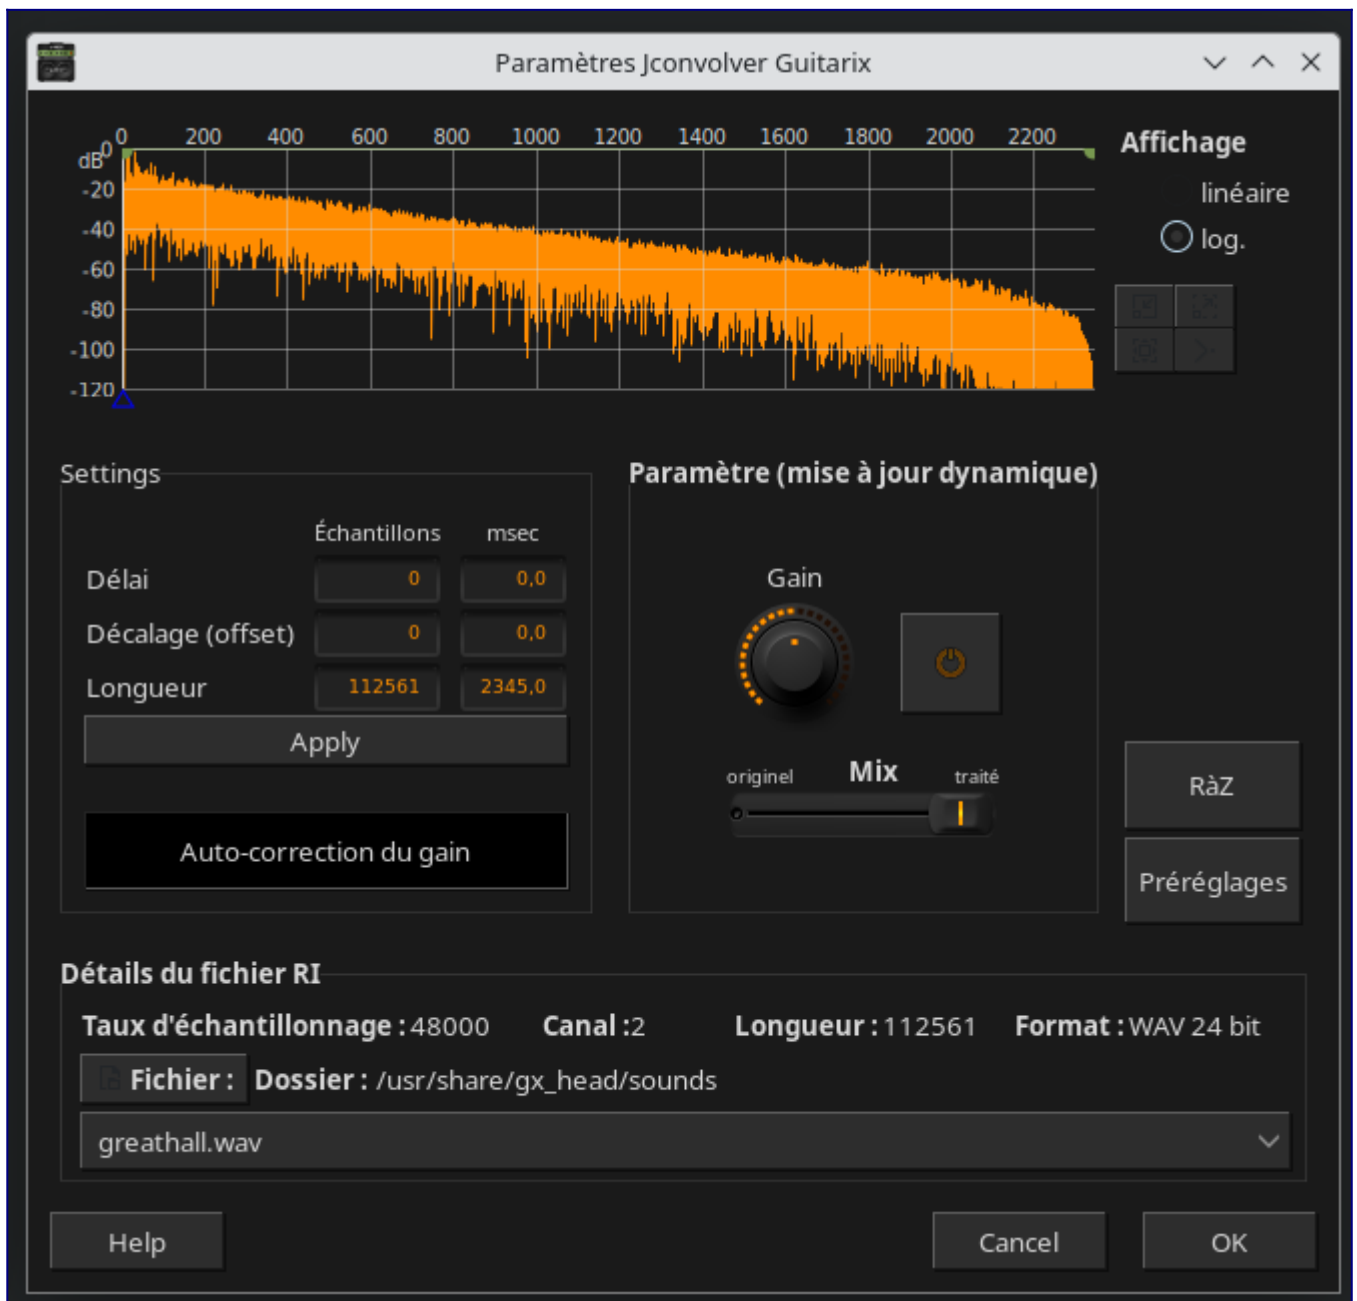 Paramètres Jconvolver Guitarix
0 200 400 600 800 1000 1200 1400 1600 1800 2000 2200
dB 0
-20
-40
-60
-80
-100
-120
Affichage
linéaire
log.
Settings
Échantillons msec
Délai 0 0,0
Décalage (offset) 0 0,0
Longueur 112561 2345,0
Apply
Auto-correction du gain
Paramètre (mise à jour dynamique)
Gain
originel Mix traité
RàZ
Préréglages
Détails du fichier RI
Taux d'échantillonnage : 48000 Canal :2 Longueur : 112561 Format : WAV 24 bit
Fichier : Dossier : /usr/share/gx_head/sounds
greathall.wav
Help Cancel OK